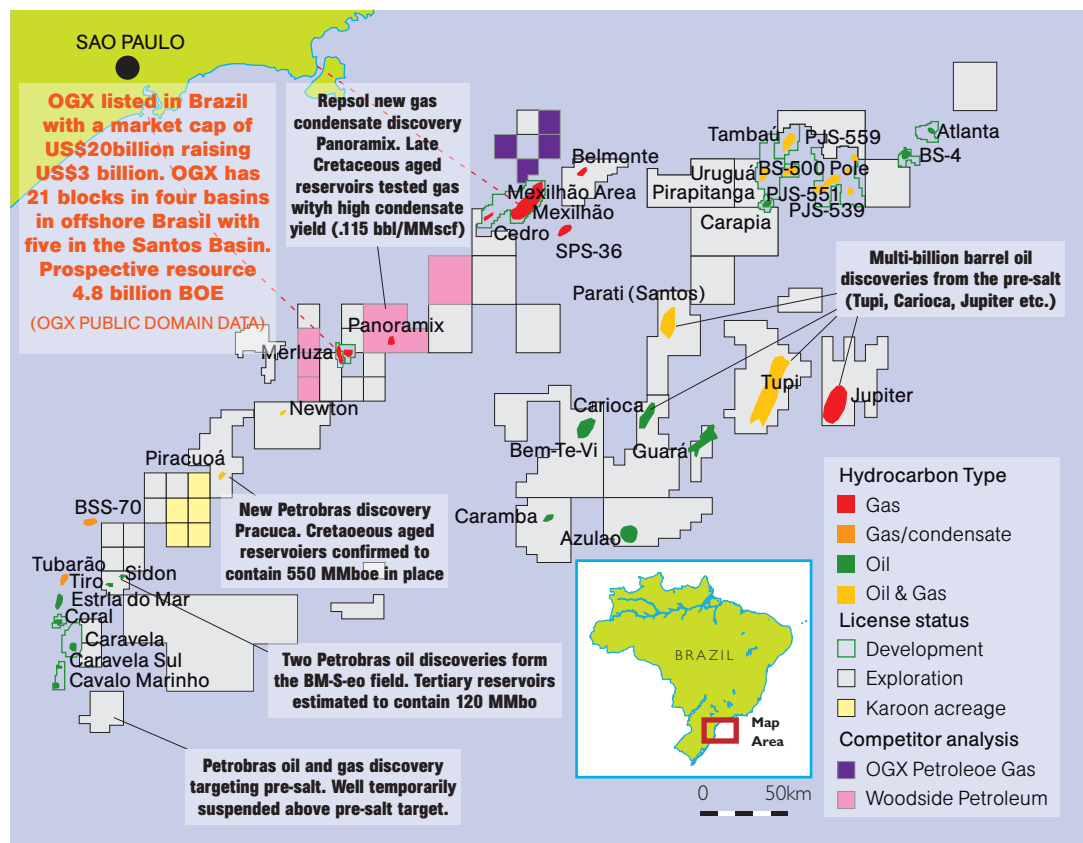 SAO PAULO
OGX listed in Brazil
with a market cap of
US$20billion raising
US$3 billion. OGX has
21 blocks in four basins
in offshore Brasil with
five in the Santos Basin.
Prospective resource
4.8 billion BOE
(OGX PUBLIC DOMAIN DATA)
Repsol new gas
condensate discovery
Panoramix. Late
Cretaceous aged
reservoirs tested gas
wityh high condensate
yield (.115 bbl/MMscf)
Belmonte
Mexilhão Area
Mexilhão
Cedro
SPS-36
Tambaú
PJS-559
Atlanta
BS-4
Uruguá
BS-500 Pole
Pirapitanga
PJS-551
PJS-539
Carapia
Multi-billion barrel oil
discoveries from the pre-salt
(Tupi, Carioca, Jupiter etc.)
Parati (Santos)
Panoramix
Merluza
Newton
Tupi
Jupiter
Carioca
Bem-Te-Vi
Guará
Piracuoá
New Petrobras discovery
Pracuca. Cretaoeous aged
reservoiers confirmed to
contain 550 MMboe in place
BSS-70
Caramba
Azulao
Tubarão
Tiro
Sidon
Estrla do Mar
Coral
Caravela
Caravela Sul
Cavalo Marinho
Two Petrobras oil discoveries form
the BM-S-eo field. Tertiary reservoirs
estimated to contain 120 MMbo
Petrobras oil and gas discovery
targeting pre-salt. Well temporarily
suspended above pre-salt target.
BRAZIL
Map
Area
0 50km
Hydrocarbon Type
Gas
Gas/condensate
Oil
Oil & Gas
License status
Development
Exploration
Karoon acreage
Competitor analysis
OGX Petroleoe Gas
Woodside Petroleum